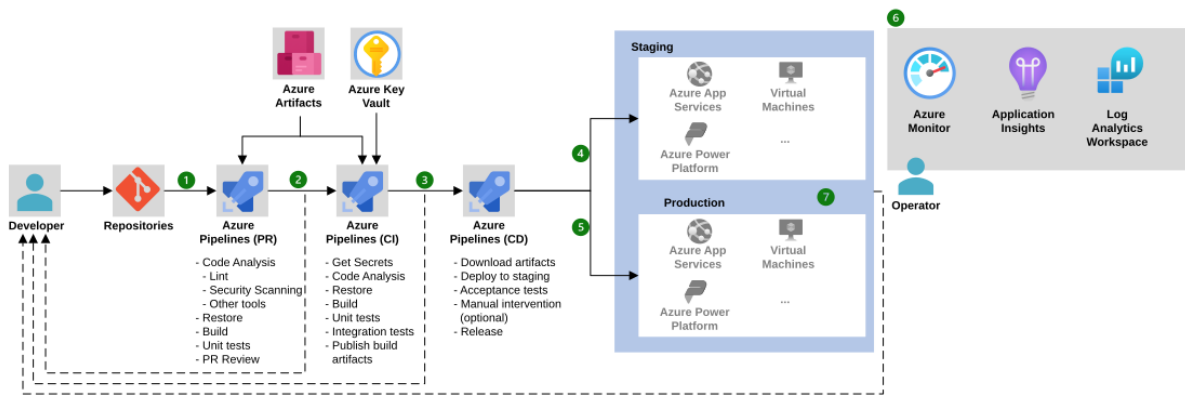 6
Staging
Azure App
Services
Virtual
Machines
Azure Power
Platform
...
Azure
Monitor
Application
Insights
Log
Analytics
Workspace
Azure
Artifacts
Azure Key
Vault
1
2
3
4
5
7
Developer
Repositories
Azure
Pipelines (PR)
- Code Analysis
- Lint
- Security Scanning
- Other tools
- Restore
- Build
- Unit tests
- PR Review
Azure
Pipelines (CI)
- Get Secrets
- Code Analysis
- Restore
- Build
- Unit tests
- Integration tests
- Publish build
artifacts
Azure
Pipelines (CD)
- Download artifacts
- Deploy to staging
- Acceptance tests
- Manual intervention
(optional)
- Release
Production
Azure App
Services
Virtual
Machines
Azure Power
Platform
...
Operator